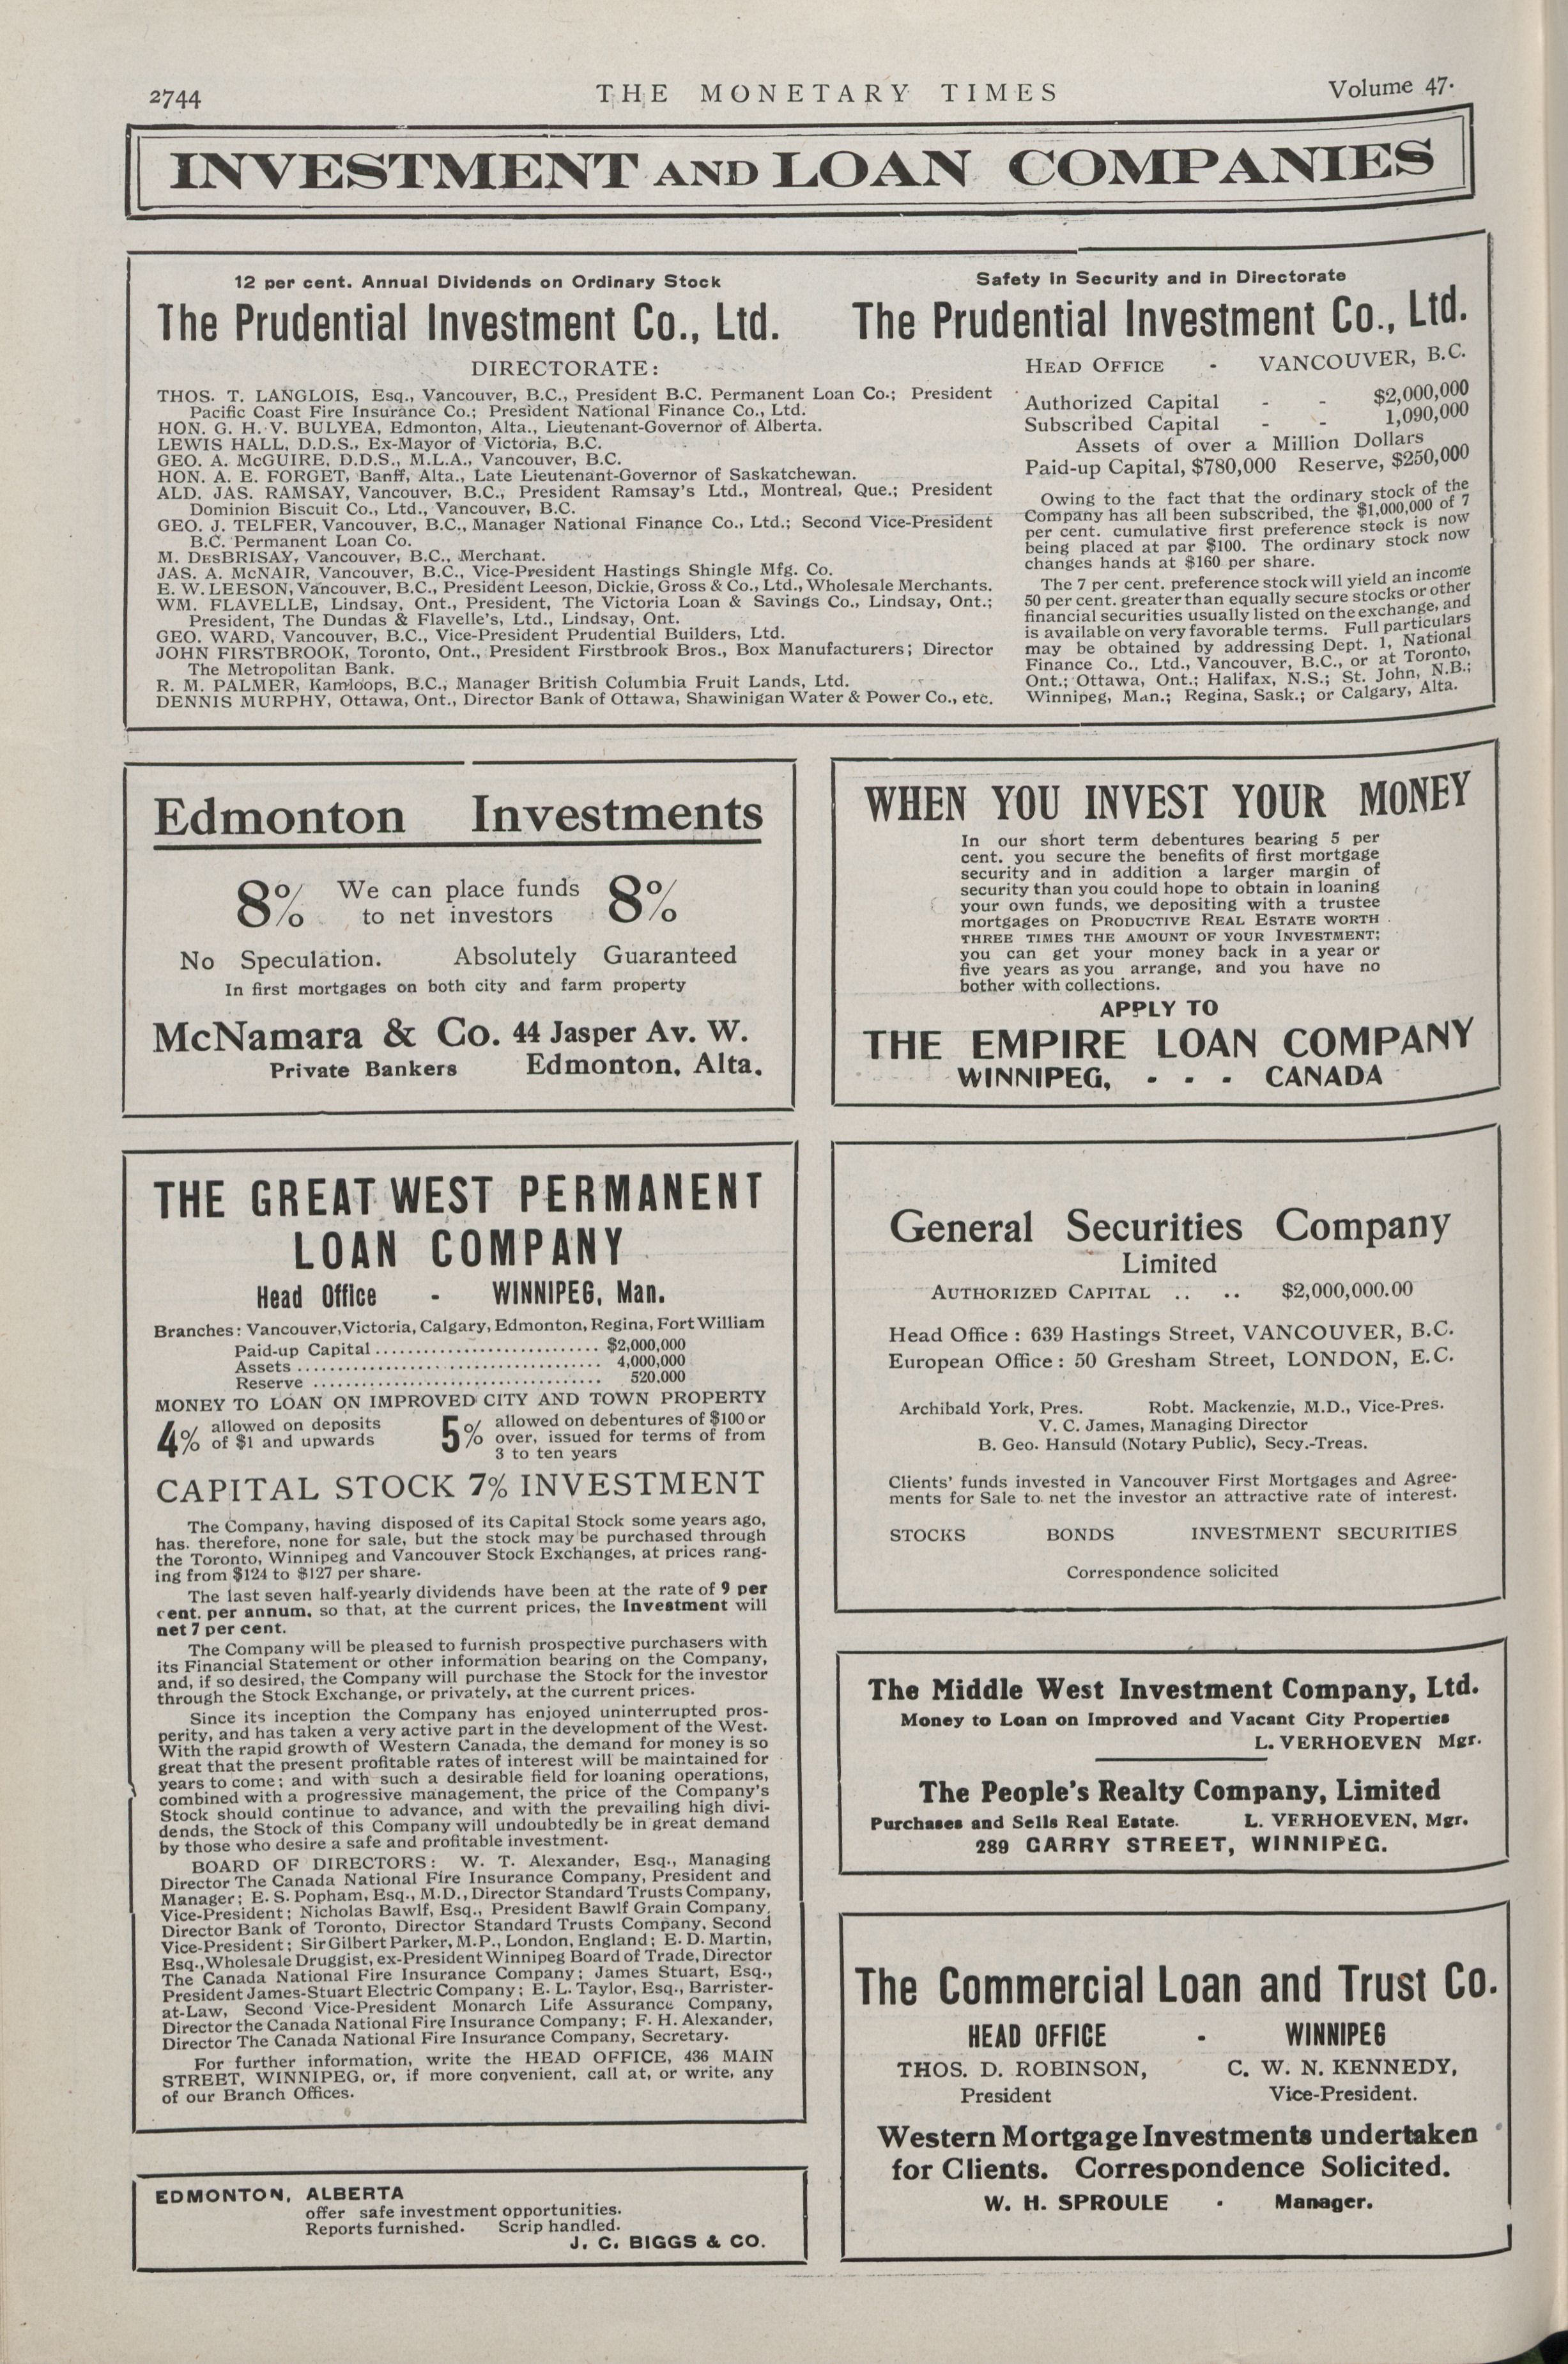 2744
THE MONETARY TIMES
Volume 47.
INVESTMENT AND LOAN COMPANIES
12 per cent. Annual Dividends on Ordinary Stock
The Prudential Investment Co., Ltd.
DIRECTORATE:
THOS. T. LANGLOIS, Esq., Vancouver, B.C., President B.C. Permanent Loan Co.; President
Pacific Coast Fire Insurance Co.; President National Finance Co., Ltd.
HON. G. H. V. BULYEA, Edmonton, Alta., Lieutenant-Governor of Alberta.
LEWIS HALL, D.D.S., Ex-Mayor of Victoria, B.C.
GEO. A. McGUIRE, D.D.S., M.L.A., Vancouver, B.C.
HON. A. E. FORGET, Banff, Alta., Late Lieutenant-Governor of Saskatchewan.
ALD. JAS. RAMSAY, Vancouver, B.C., President Ramsay's Ltd., Montreal, Que.; President
Dominion Biscuit Co., Ltd., Vancouver, B.C.
GEO. J. TELFER, Vancouver, B.C., Manager National Finance Co., Ltd.; Second Vice-President
B.C. Permanent Loan Co.
M. DESBRISAY, Vancouver, B.C., Merchant.
JAS. A. McNAIR, Vancouver, B.C., Vice-President Hastings Shingle Mfg. Co.
E. W. LEESON, Vancouver, B.C., President Leeson, Dickie, Gross & Co., Ltd., Wholesale Merchants.
WM. FLAVELLE, Lindsay, Ont., President, The Victoria Loan & Savings Co., Lindsay, Ont.;
President, The Dundas & Flavelle's, Ltd., Lindsay, Ont.
GEO. WARD, Vancouver, B.C., Vice-President Prudential Builders, Ltd.
JOHN FIRSTBROOK, Toronto, Ont., President Firstbrook Bros., Box Manufacturers; Director
The Metropolitan Bank.
R. M. PALMER, Kamloops, B.C., Manager British Columbia Fruit Lands, Ltd.
DENNIS MURPHY, Ottawa, Ont., Director Bank of Ottawa, Shawinigan Water & Power Co., etc.
Safety in Security and in Directorate
The Prudential Investment Co., Ltd.
HEAD OFFICE - VANCOUVER, B.C.
Authorized Capital - - $2,000,000
Subscribed Capital - - 1,090,000
Assets of over a Million Dollars
Paid-up Capital, $780,000 Reserve, $250,000
Owing to the fact that the ordinary stock of the
Company has all been subscribed, the $1,000,000 of 7
per cent. cumulative first preference stock is now
being placed at par $100. The ordinary stock now
changes hands at $160 per share.
The 7 per cent. preference stock will yield an income
50 per cent. greater than equally secure stocks or other
financial securities usually listed on the exchange, and
is available on very favorable terms. Full particulars
may be obtained by addressing Dept. 1, National
Finance Co., Ltd., Vancouver, B.C., or at Toronto,
Ont.; Ottawa, Ont.; Halifax, N.S.; St. John, N.B.;
Winnipeg, Man.; Regina, Sask.; or Calgary, Alta.
Edmonton Investments
8% We can place funds 8%
to net investors
No Speculation. Absolutely Guaranteed
In first mortgages on both city and farm property
McNamara & Co. 44 Jasper Av. W.
Private Bankers Edmonton, Alta.
WHEN YOU INVEST YOUR MONEY
In our short term debentures bearing 5 per
cent. you secure the benefits of first mortgage
security and in addition a larger margin of
security than you could hope to obtain in loaning
your own funds, we depositing with a trustee
mortgages on PRODUCTIVE REAL ESTATE WORTH
THREE TIMES THE AMOUNT OF YOUR INVESTMENT;
you can get your money back in a year or
five years as you arrange, and you have no
bother with collections.
APPLY TO
THE EMPIRE LOAN COMPANY
WINNIPEG, - - - CANADA
THE GREAT WEST PERMANENT
LOAN COMPANY
Head Office - WINNIPEG, Man.
Branches: Vancouver, Victoria, Calgary, Edmonton, Regina, Fort William
Paid-up Capital ............................ $2,000,000
Assets ...................................... 4,000,000
Reserve .................................... 520,000
MONEY TO LOAN ON IMPROVED CITY AND TOWN PROPERTY
4% allowed on deposits
of $1 and upwards
5% allowed on debentures of $100 or
over, issued for terms of from
3 to ten years
CAPITAL STOCK 7% INVESTMENT
The Company, having disposed of its Capital Stock some years ago,
has. therefore, none for sale, but the stock may be purchased through
the Toronto, Winnipeg and Vancouver Stock Exchanges, at prices rang-
ing from $124 to $127 per share.
The last seven half-yearly dividends have been at the rate of 9 per
cent. per annum, so that, at the current prices, the Investment will
net 7 per cent.
The Company will be pleased to furnish prospective purchasers with
its Financial Statement or other information bearing on the Company,
and, if so desired, the Company will purchase the Stock for the investor
through the Stock Exchange, or privately, at the current prices.
Since its inception the Company has enjoyed uninterrupted pros-
perity, and has taken a very active part in the development of the West.
With the rapid growth of Western Canada, the demand for money is so
great that the present profitable rates of interest will be maintained for
years to come; and with such a desirable field for loaning operations,
combined with a progressive management, the price of the Company's
Stock should continue to advance, and with the prevailing high divi-
dends, the Stock of this Company will undoubtedly be in great demand
by those who desire a safe and profitable investment.
BOARD OF DIRECTORS: W. T. Alexander, Esq., Managing
Director The Canada National Fire Insurance Company, President and
Manager; E. S. Popham, Esq., M.D., Director Standard Trusts Company,
Vice-President; Nicholas Bawlf, Esq., President Bawlf Grain Company,
Director Bank of Toronto, Director Standard Trusts Company, Second
Vice-President; Sir Gilbert Parker, M.P., London, England; E. D. Martin,
Esq., Wholesale Druggist, ex-President Winnipeg Board of Trade, Director
The Canada National Fire Insurance Company; James Stuart, Esq.,
President James-Stuart Electric Company; E. L. Taylor, Esq., Barrister-
at-Law, Second Vice-President Monarch Life Assurance Company,
Director the Canada National Fire Insurance Company; F. H. Alexander,
Director The Canada National Fire Insurance Company, Secretary.
For further information, write the HEAD OFFICE, 436 MAIN
STREET, WINNIPEG, or, if more convenient, call at, or write, any
of our Branch Offices.
EDMONTON, ALBERTA
offer safe investment opportunities.
Reports furnished. Scrip handled.
J. C. BIGGS & CO.
General Securities Company
Limited
AUTHORIZED CAPITAL .. .. $2,000,000.00
Head Office: 639 Hastings Street, VANCOUVER, B.C.
European Office: 50 Gresham Street, LONDON, E.C.
Archibald York, Pres. Robt. Mackenzie, M.D., Vice-Pres.
V. C. James, Managing Director
B. Geo. Hansuld (Notary Public), Secy.-Treas.
Clients' funds invested in Vancouver First Mortgages and Agree-
ments for Sale to net the investor an attractive rate of interest.
STOCKS BONDS INVESTMENT SECURITIES
Correspondence solicited
The Middle West Investment Company, Ltd.
Money to Loan on Improved and Vacant City Properties
L. VERHOEVEN Mgr.
The People's Realty Company, Limited
Purchases and Sells Real Estate. L. VERHOEVEN, Mgr.
289 GARRY STREET, WINNIPEG.
The Commercial Loan and Trust Co.
HEAD OFFICE - WINNIPEG
THOS. D. ROBINSON, C. W. N. KENNEDY,
President Vice-President.
Western Mortgage Investments undertaken
for Clients. Correspondence Solicited.
W. H. SPROULE - Manager.